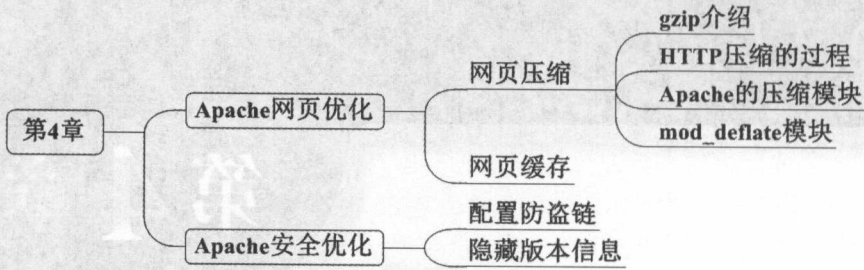 第4章
Apache网页优化
网页压缩
gzip介绍
HTTP压缩的过程
Apache的压缩模块
mod_deflate模块
网页缓存
Apache安全优化
配置防盗链
隐藏版本信息